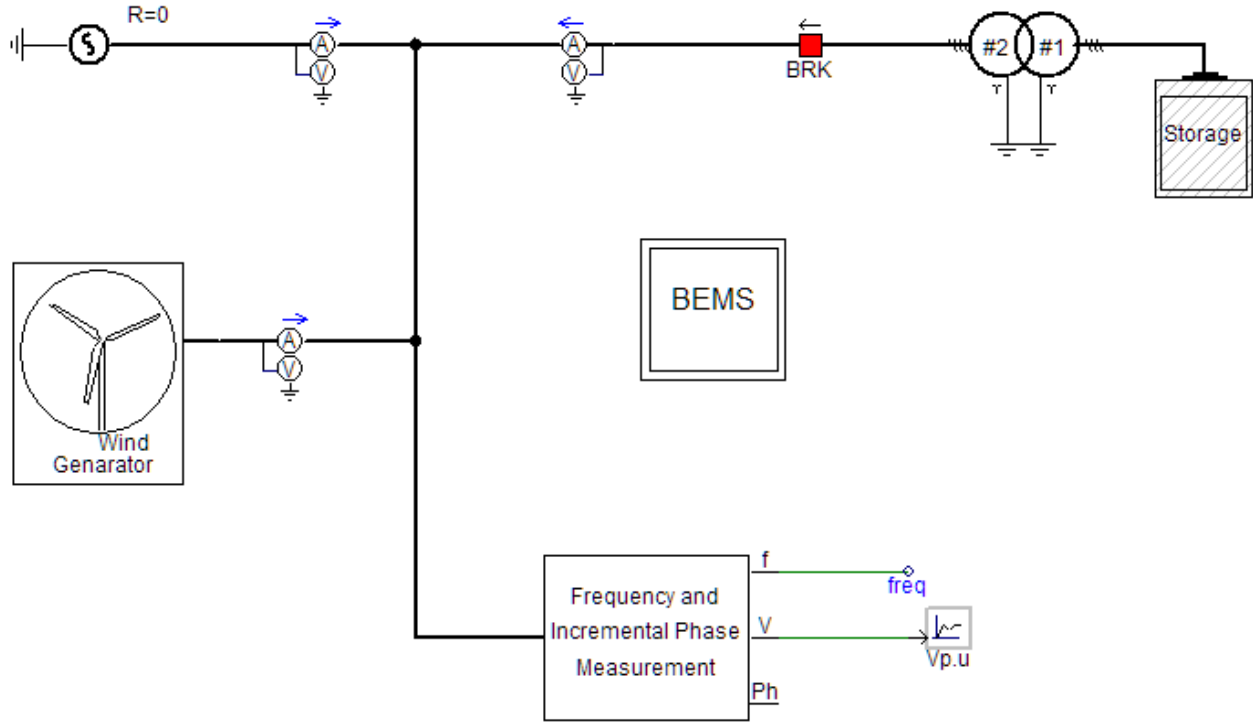 R=0
A
V
A
V
BRK
#2
#1
Storage
BEMS
A
V
Wind
Genarator
Frequency and
Incremental Phase
Measurement
f
V
Ph
freq
Vp.u